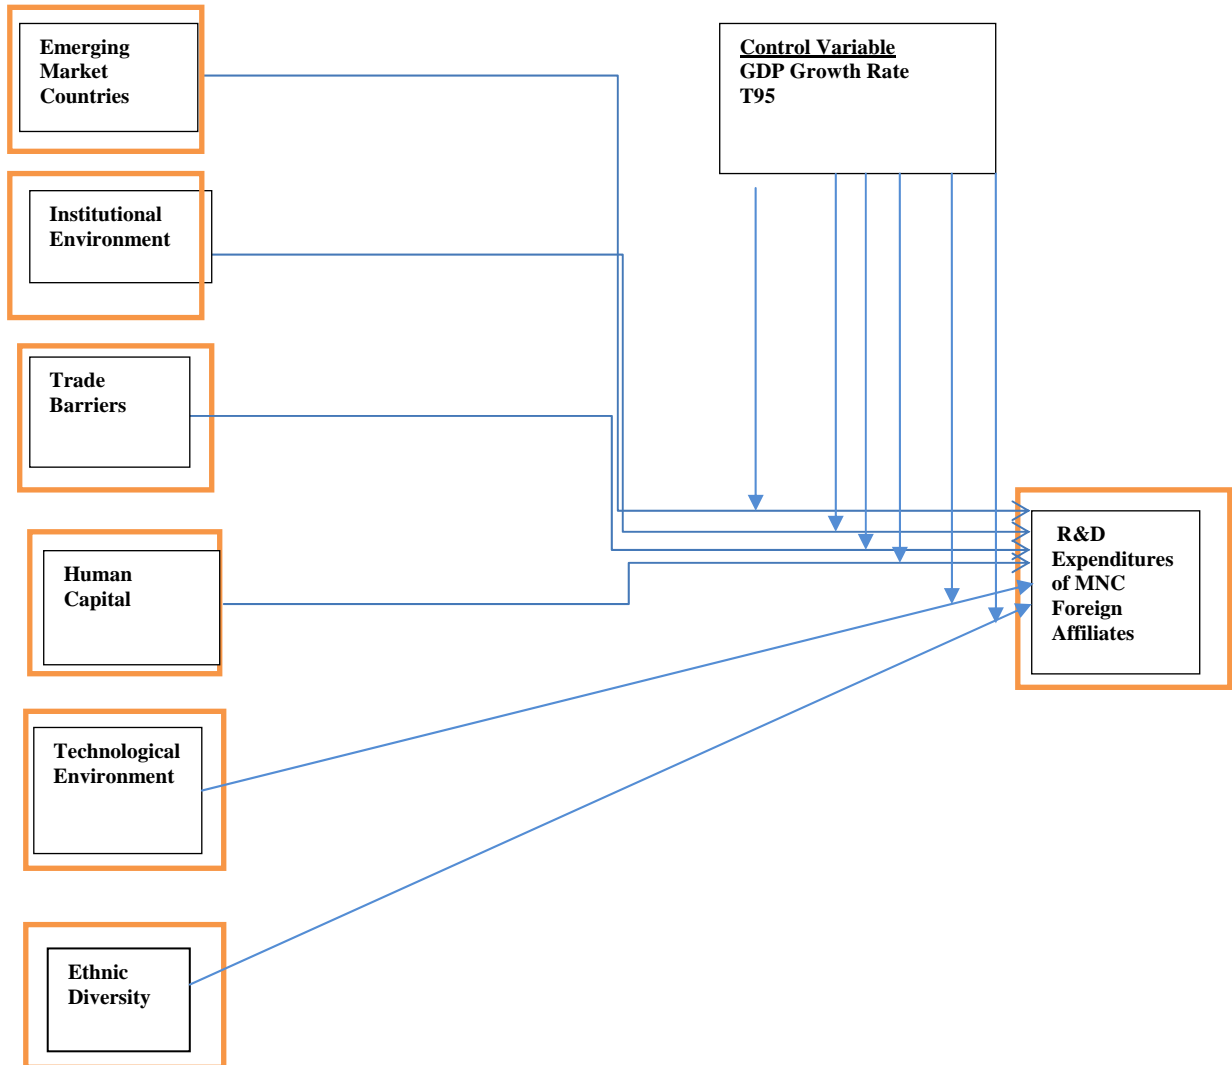 Emerging
Market
Countries
Control Variable
GDP Growth Rate
T95
Institutional
Environment
Trade
Barriers
Human
Capital
R&D
Expenditures
of MNC
Foreign
Affiliates
Technological
Environment
Ethnic
Diversity